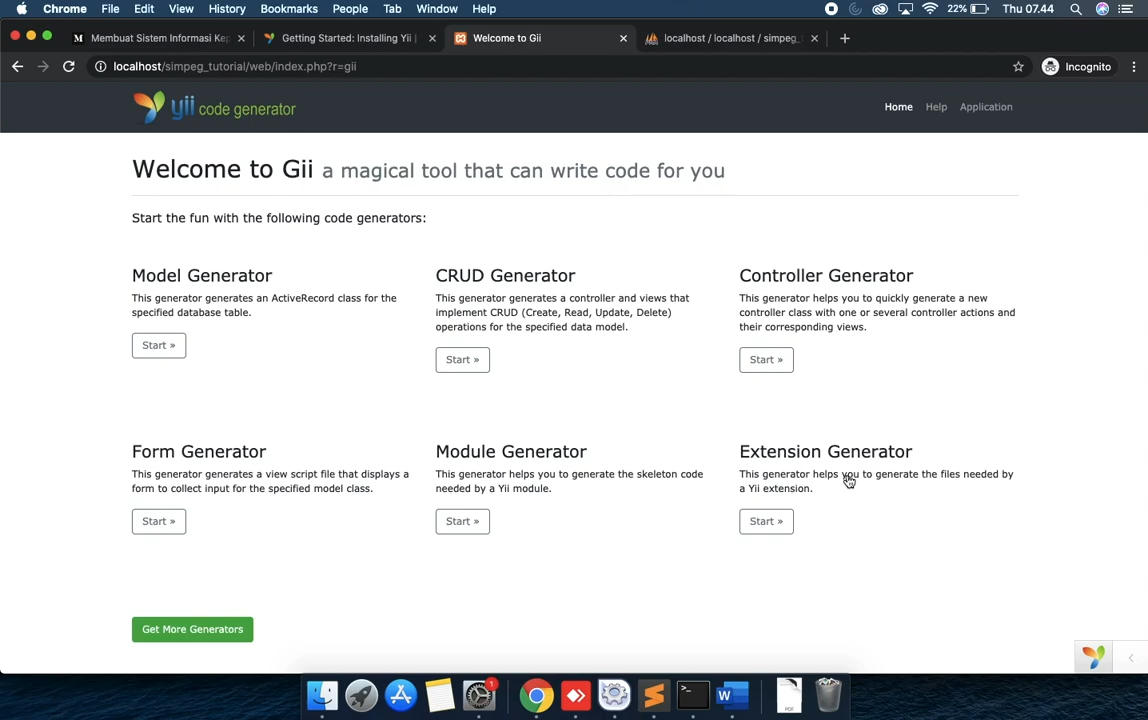 Chrome File Edit View History Bookmarks People Tab Window Help 22% Thu 07.44
Membuat Sistem Informasi Kep Getting Started: Installing Yii | Welcome to Gii localhost / localhost / simpeg_
localhost/simpeg_tutorial/web/index.php?r=gii Incognito
yii code generator Home Help Application
Welcome to Gii a magical tool that can write code for you
Start the fun with the following code generators:
Model Generator
This generator generates an ActiveRecord class for the
specified database table.
Start »
CRUD Generator
This generator generates a controller and views that
implement CRUD (Create, Read, Update, Delete)
operations for the specified data model.
Start »
Controller Generator
This generator helps you to quickly generate a new
controller class with one or several controller actions and
their corresponding views.
Start »
Form Generator
This generator generates a view script file that displays a
form to collect input for the specified model class.
Start »
Module Generator
This generator helps you to generate the skeleton code
needed by a Yii module.
Start »
Extension Generator
This generator helps you to generate the files needed by
a Yii extension.
Start »
Get More Generators
1
W
PDF